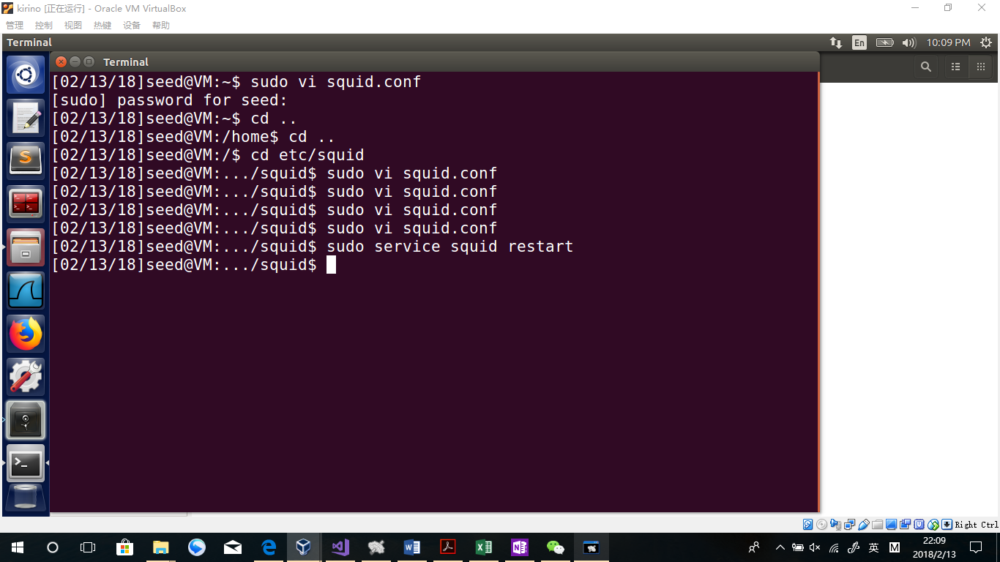 kirino [正在运行] - Oracle VM VirtualBox
管理 控制 视图 热键 设备 帮助
Terminal En 10:09 PM
Terminal
[02/13/18]seed@VM:~$ sudo vi squid.conf
[sudo] password for seed:
[02/13/18]seed@VM:~$ cd ..
[02/13/18]seed@VM:/home$ cd ..
[02/13/18]seed@VM:/$ cd etc/squid
[02/13/18]seed@VM:.../squid$ sudo vi squid.conf
[02/13/18]seed@VM:.../squid$ sudo vi squid.conf
[02/13/18]seed@VM:.../squid$ sudo vi squid.conf
[02/13/18]seed@VM:.../squid$ sudo vi squid.conf
[02/13/18]seed@VM:.../squid$ sudo service squid restart
[02/13/18]seed@VM:.../squid$
Right Ctrl
英 M 22:09
2018/2/13